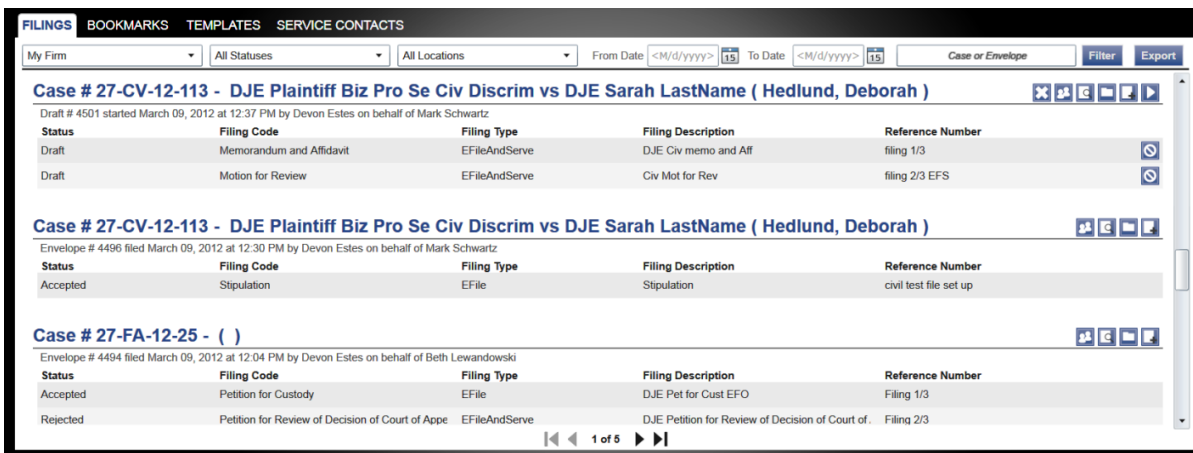 FILINGS BOOKMARKS TEMPLATES SERVICE CONTACTS
My Firm All Statuses All Locations From Date <M/d/yyyy> 15 To Date <M/d/yyyy> 15 Case or Envelope Filter Export
Case # 27-CV-12-113 - DJE Plaintiff Biz Pro Se Civ Discrim vs DJE Sarah LastName ( Hedlund, Deborah )
Draft # 4501 started March 09, 2012 at 12:37 PM by Devon Estes on behalf of Mark Schwartz
Status Filing Code Filing Type Filing Description Reference Number
Draft Memorandum and Affidavit EFileAndServe DJE Civ memo and Aff filing 1/3
Draft Motion for Review EFileAndServe Civ Mot for Rev filing 2/3 EFS
Case # 27-CV-12-113 - DJE Plaintiff Biz Pro Se Civ Discrim vs DJE Sarah LastName ( Hedlund, Deborah )
Envelope # 4496 filed March 09, 2012 at 12:30 PM by Devon Estes on behalf of Mark Schwartz
Status Filing Code Filing Type Filing Description Reference Number
Accepted Stipulation EFile Stipulation civil test file set up
Case # 27-FA-12-25 - ( )
Envelope # 4494 filed March 09, 2012 at 12:04 PM by Devon Estes on behalf of Beth Lewandowski
Status Filing Code Filing Type Filing Description Reference Number
Accepted Petition for Custody EFile DJE Pet for Cust EFO Filing 1/3
Rejected Petition for Review of Decision of Court of Appe EFileAndServe DJE Petition for Review of Decision of Court of . Filing 2/3
1 of 5